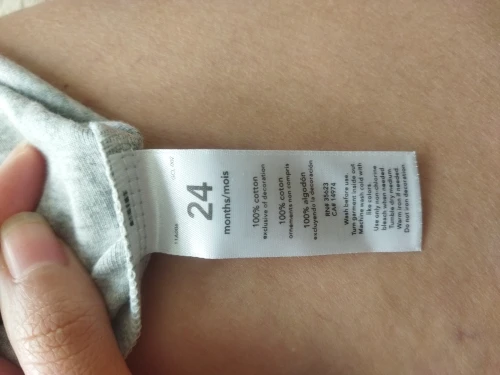 24
months/mois
100% cotton
exclusive of decoration
100% coton
ornements non compris
100% algodón
excluyendo la decoración
RN# 35623
CA# 14974
Wash before use.
Turn garment inside out.
Machine wash cold with
like colors.
Use only non-chlorine
bleach when needed.
Tumble dry medium
Warm iron if needed
Do not iron decoration